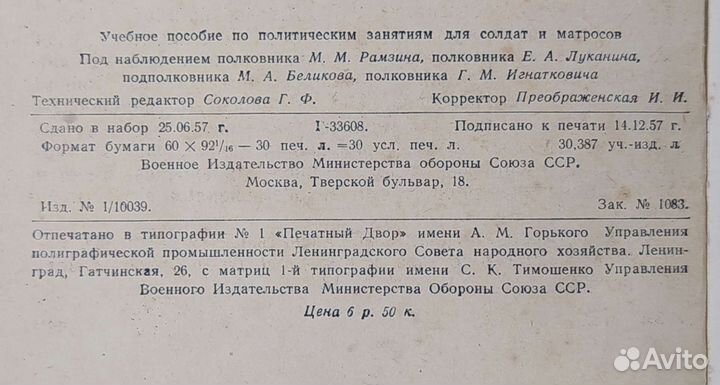 Учебное пособие по политическим занятиям для солдат и матросов
Под наблюдением полковника М. М. Рамзина, полковника Е. А. Луканина,
подполковника М. А. Беликова, полковника Г. М. Игнатковича
Технический редактор Соколова Г. Ф. Корректор Преображенская И. И.
Сдано в набор 25.06.57 г. Г-33608. Подписано к печати 14.12.57 г.
Формат бумаги 60 × 92¹/₁₆ — 30 печ. л. = 30 усл. печ. л. 30,387 уч.-изд. л.
Военное Издательство Министерства обороны Союза ССР.
Москва, Тверской бульвар, 18.
Изд. № 1/10039. Зак. № 1083.
Отпечатано в типографии № 1 «Печатный Двор» имени А. М. Горького Управления
полиграфической промышленности Ленинградского Совета народного хозяйства. Ленин-
град, Гатчинская, 26, с матриц 1-й типографии имени С. К. Тимошенко Управления
Военного Издательства Министерства Обороны Союза ССР.
Цена 6 р. 50 к.
Avito